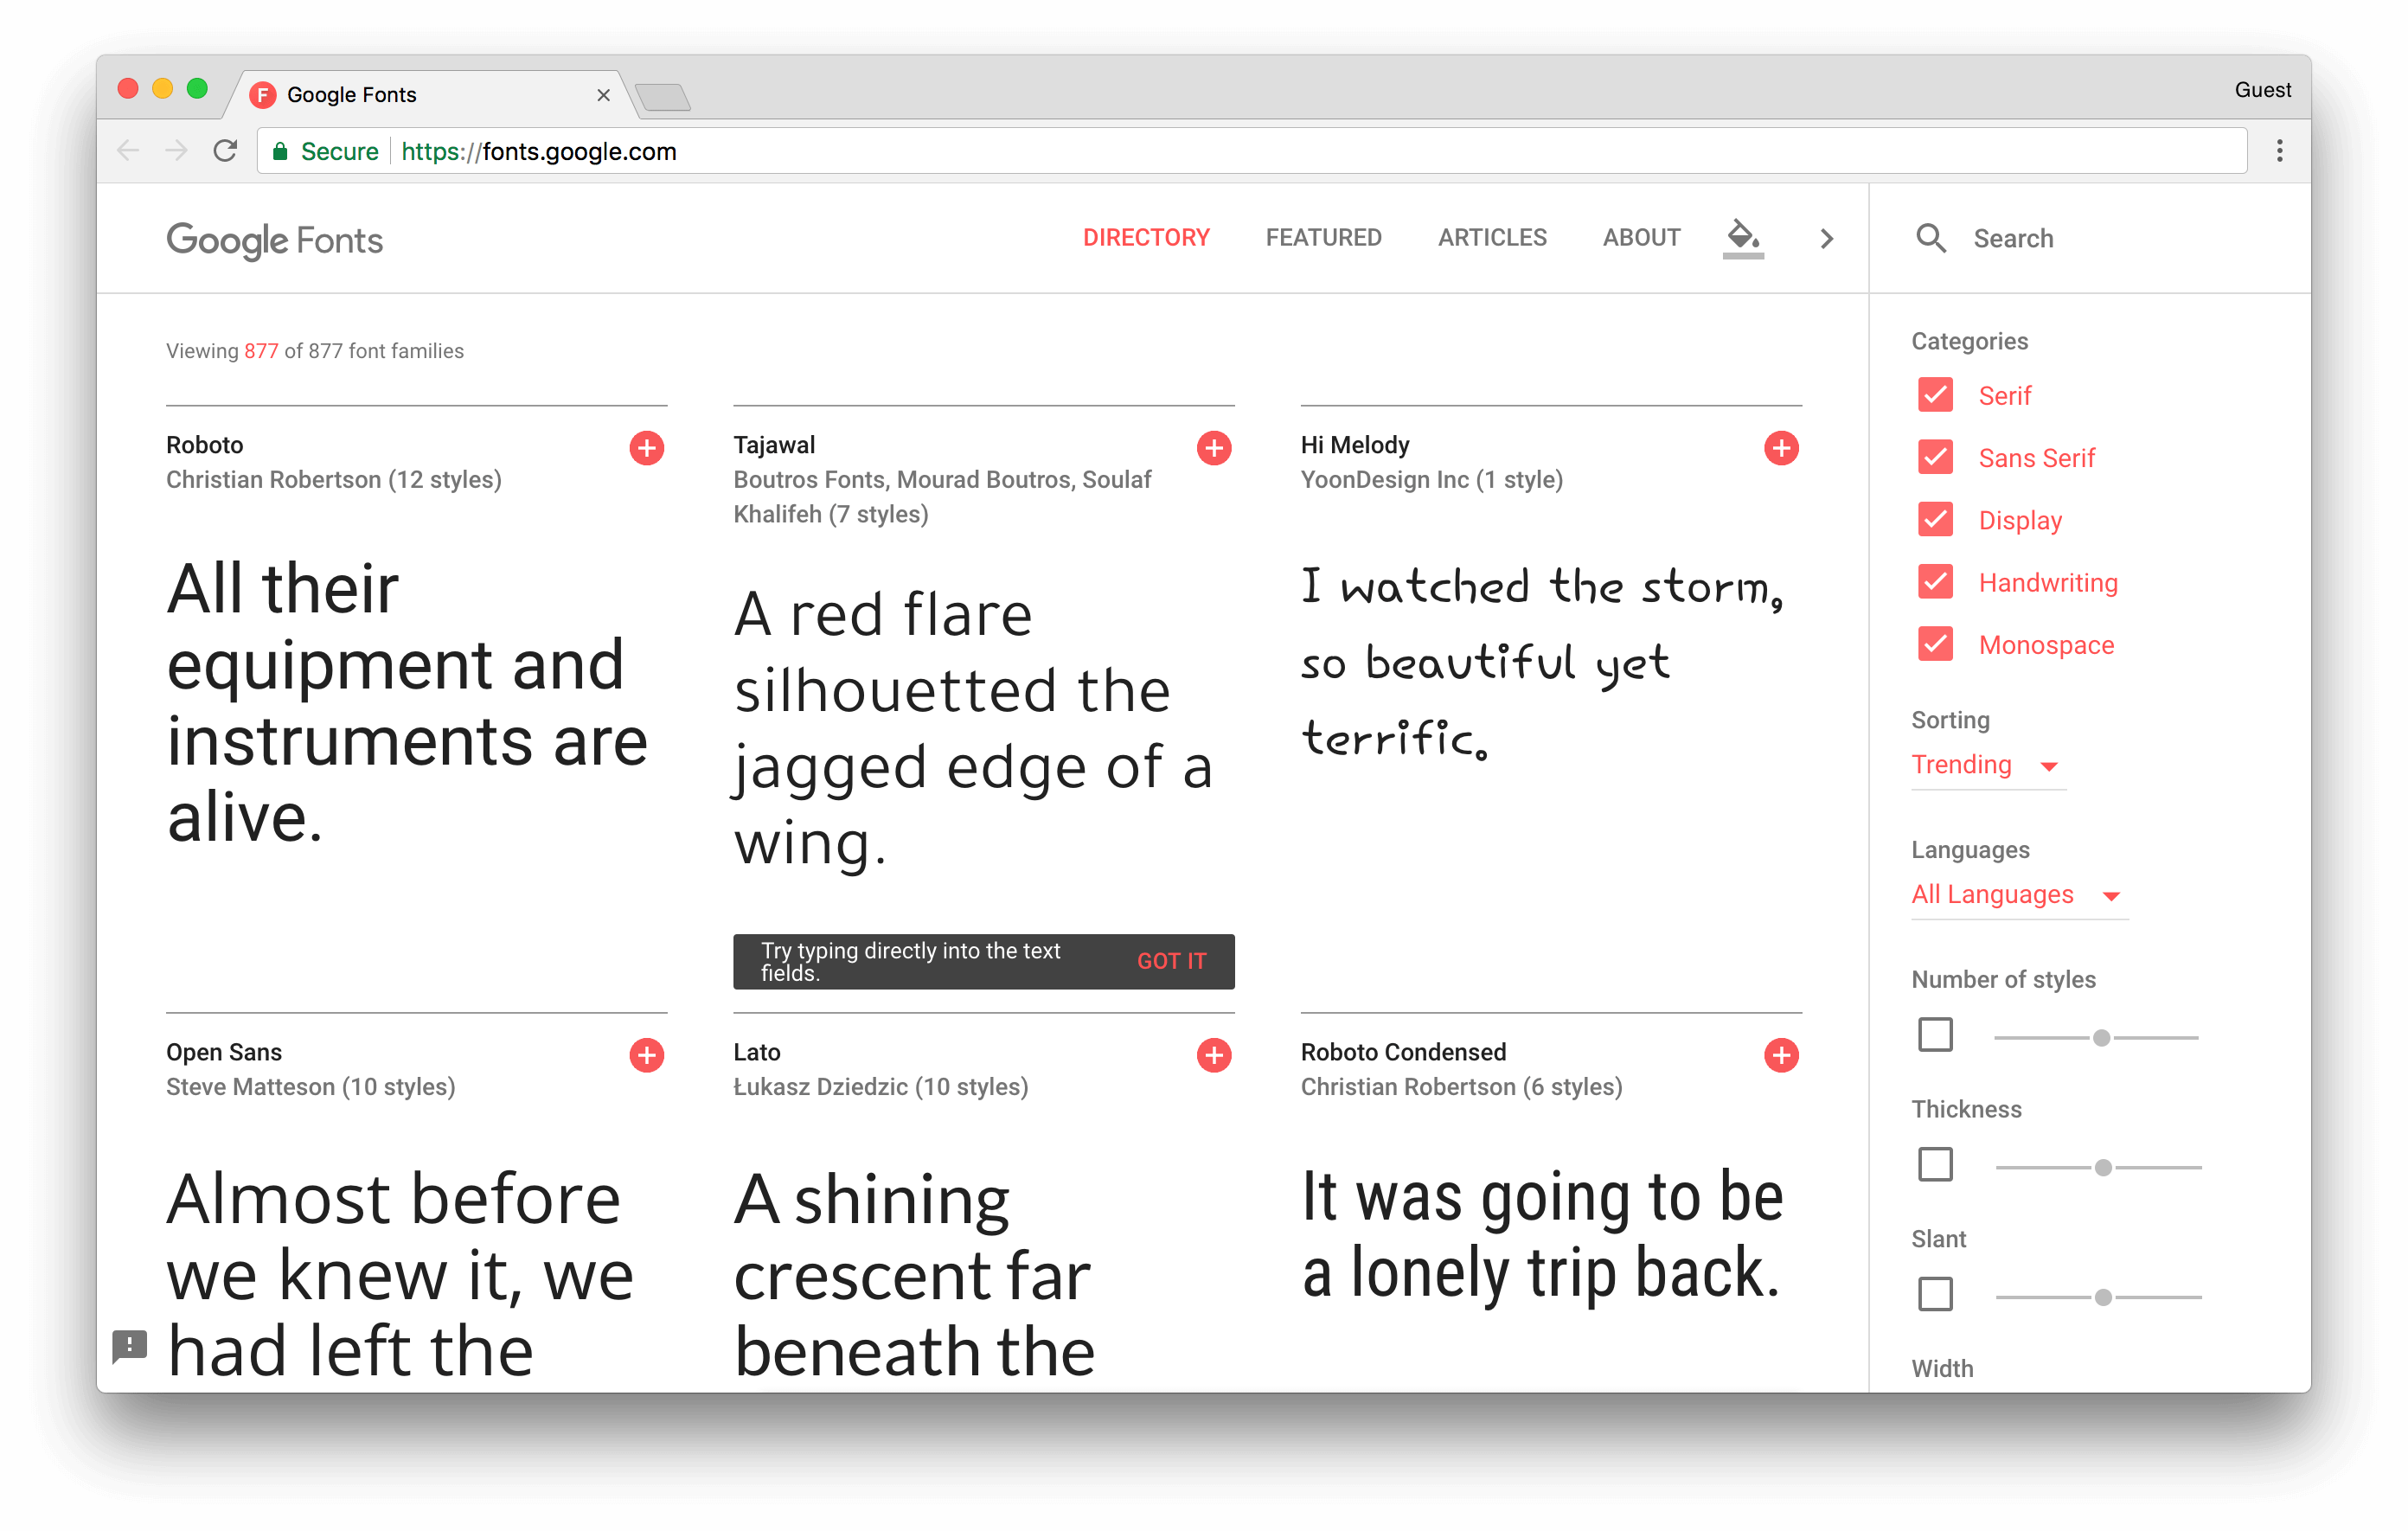 Google Fonts
Guest
Secure
https://fonts.google.com
Google Fonts
DIRECTORY
FEATURED
ARTICLES
ABOUT
Search
Viewing 877 of 877 font families
Roboto
Christian Robertson (12 styles)
All their
equipment and
instruments are
alive.
Tajawal
Boutros Fonts, Mourad Boutros, Soulaf
Khalifeh (7 styles)
A red flare
silhouetted the
jagged edge of a
wing.
Try typing directly into the text
fields.
GOT IT
Hi Melody
YoonDesign Inc (1 style)
I watched the storm,
so beautiful yet
terrific.
Open Sans
Steve Matteson (10 styles)
Almost before
we knew it, we
had left the
Lato
Łukasz Dziedzic (10 styles)
A shining
crescent far
beneath the
Roboto Condensed
Christian Robertson (6 styles)
It was going to be
a lonely trip back.
Categories
Serif
Sans Serif
Display
Handwriting
Monospace
Sorting
Trending
Languages
All Languages
Number of styles
Thickness
Slant
Width